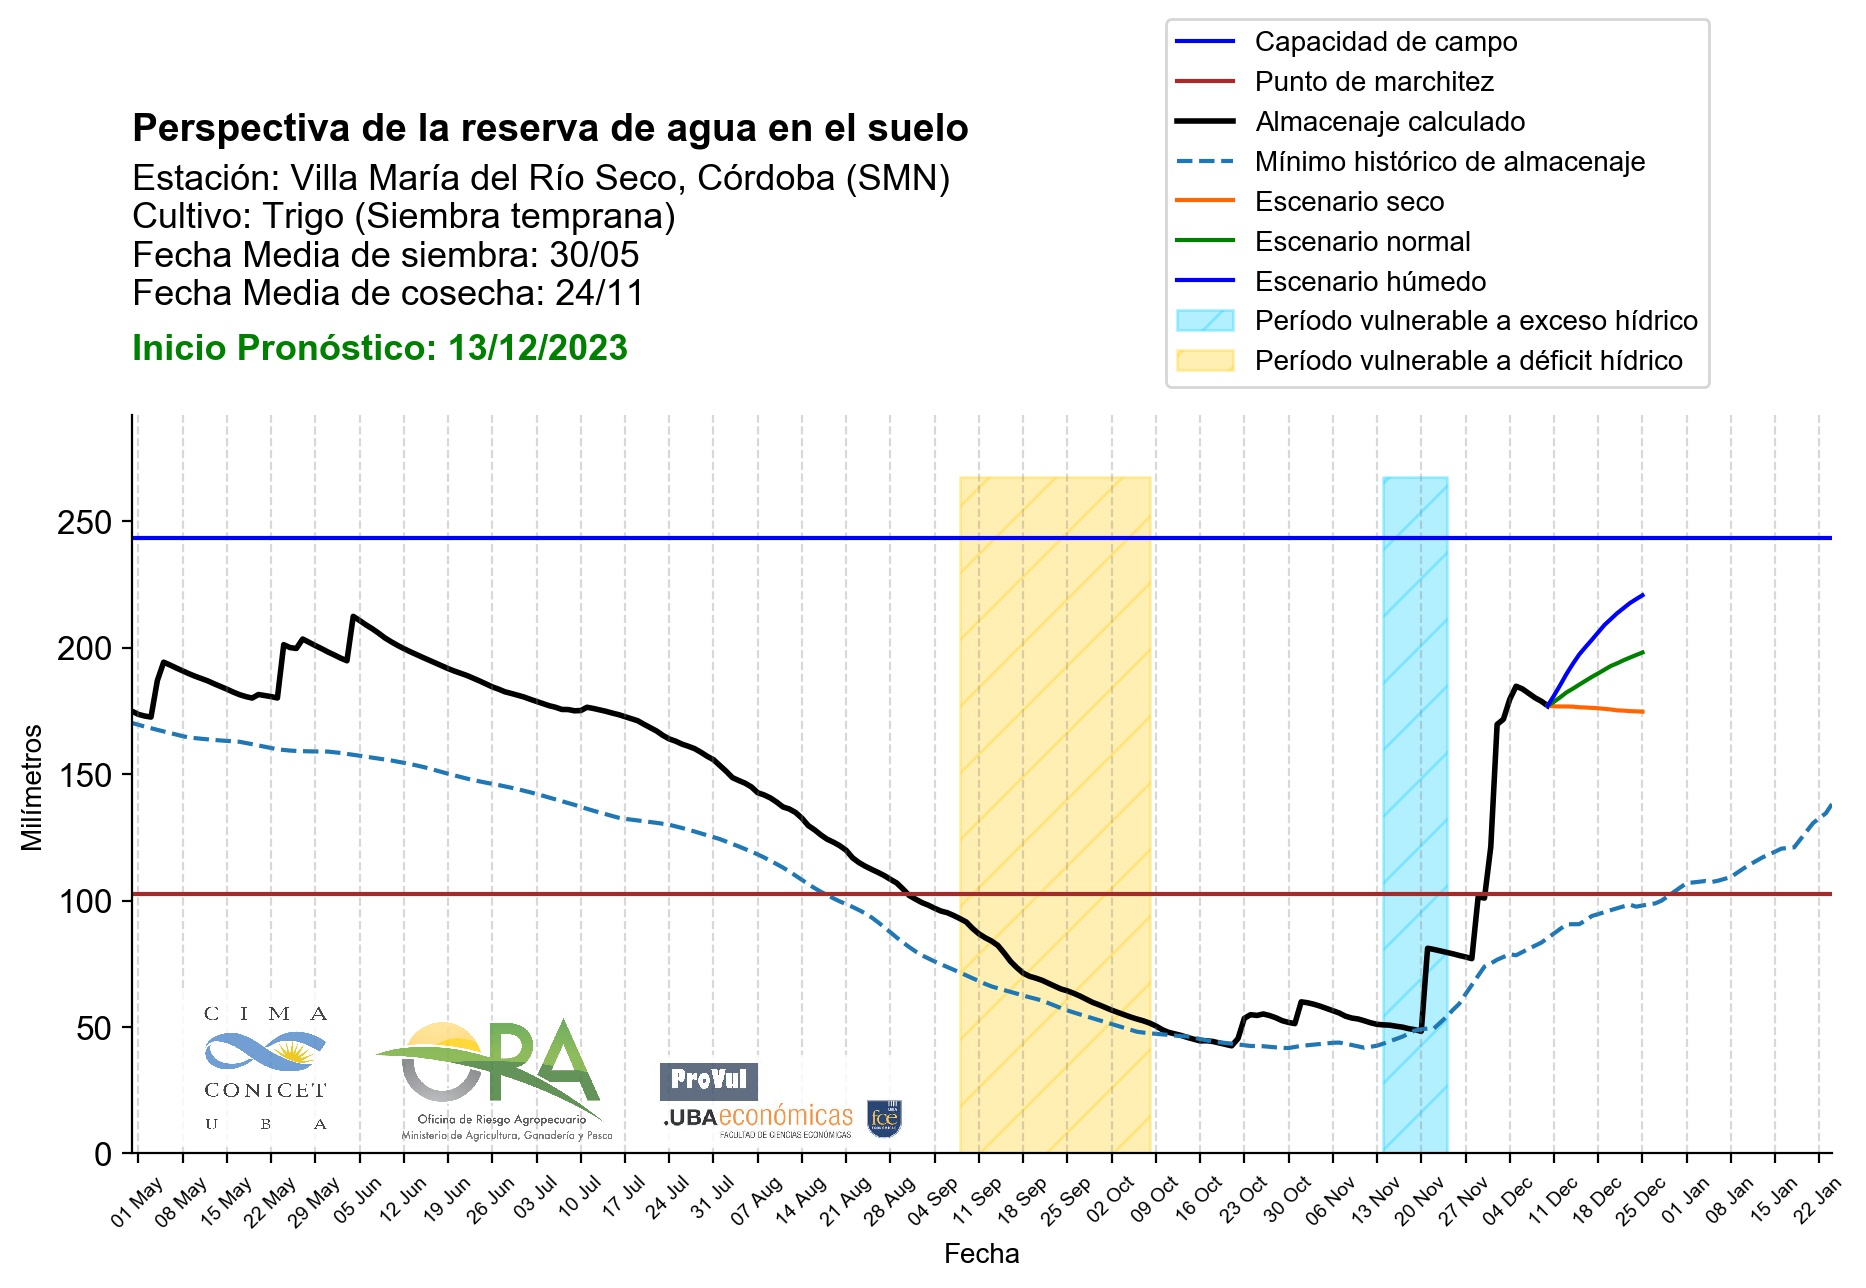 Capacidad de campo
Punto de marchitez
Almacenaje calculado
Mínimo histórico de almacenaje
Escenario seco
Escenario normal
Escenario húmedo
Período vulnerable a exceso hídrico
Período vulnerable a déficit hídrico
Perspectiva de la reserva de agua en el suelo
Estación: Villa María del Río Seco, Córdoba (SMN)
Cultivo: Trigo (Siembra temprana)
Fecha Media de siembra: 30/05
Fecha Media de cosecha: 24/11
Inicio Pronóstico: 13/12/2023
Milímetros
250
200
150
100
50
0
C I M A
CONICET
U B A
ORA
Oficina de Riesgo Agropecuario
Ministerio de Agricultura, Ganadería y Pesca
ProVul
.UBAeconómicas
FACULTAD DE CIENCIAS ECONÓMICAS
fce
01 May
08 May
15 May
22 May
29 May
05 Jun
12 Jun
19 Jun
26 Jun
03 Jul
10 Jul
17 Jul
24 Jul
31 Jul
07 Aug
14 Aug
21 Aug
28 Aug
04 Sep
11 Sep
18 Sep
25 Sep
02 Oct
09 Oct
16 Oct
23 Oct
30 Oct
06 Nov
13 Nov
20 Nov
27 Nov
04 Dec
11 Dec
18 Dec
25 Dec
01 Jan
08 Jan
15 Jan
22 Jan
Fecha